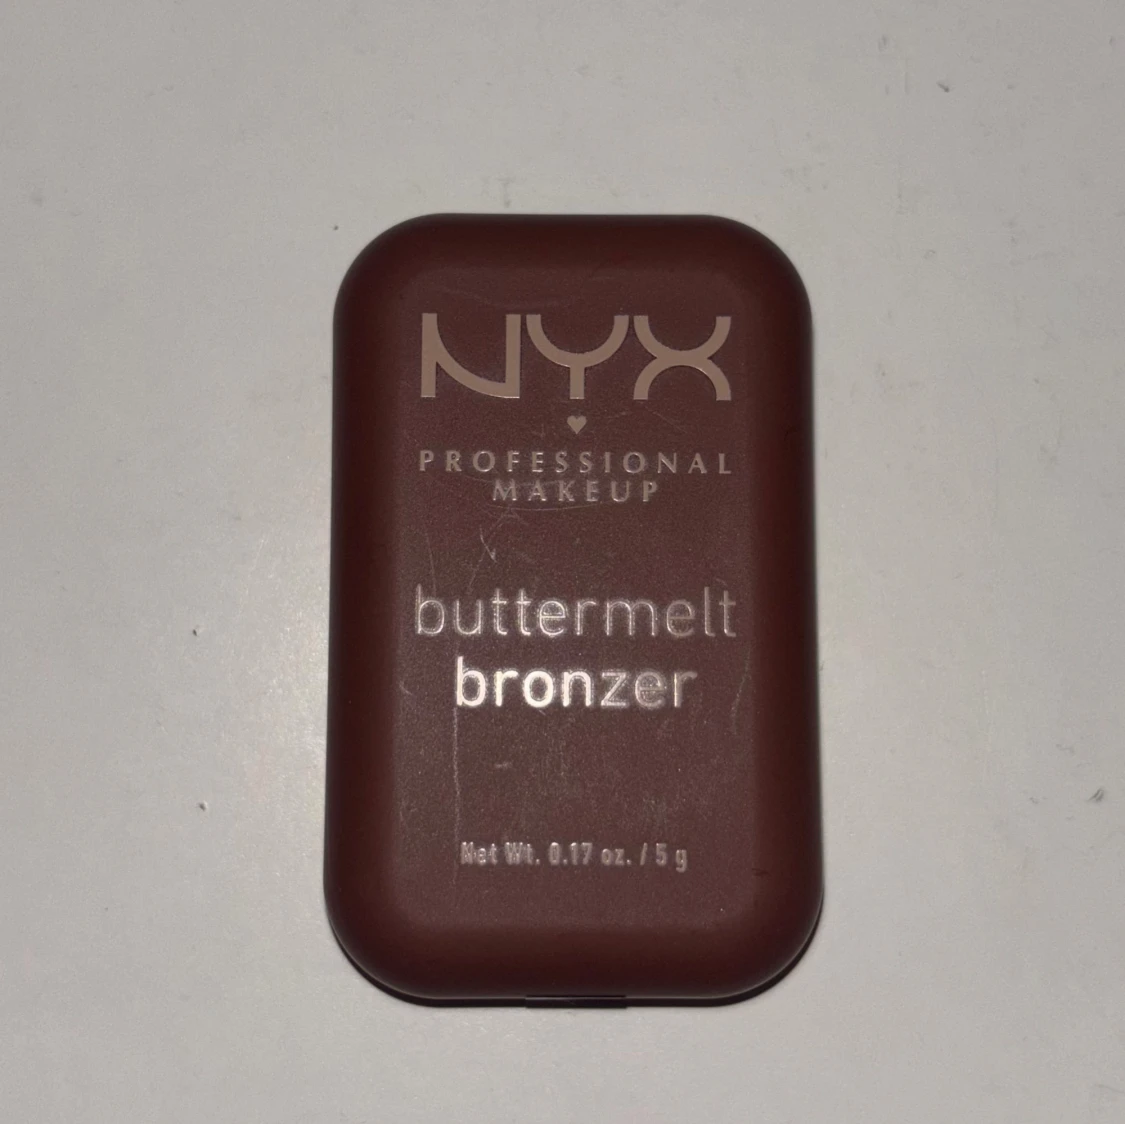 NYX
PROFESSIONAL
MAKEUP
buttermelt
bronzer
Net Wt. 0.17 oz. / 5 g